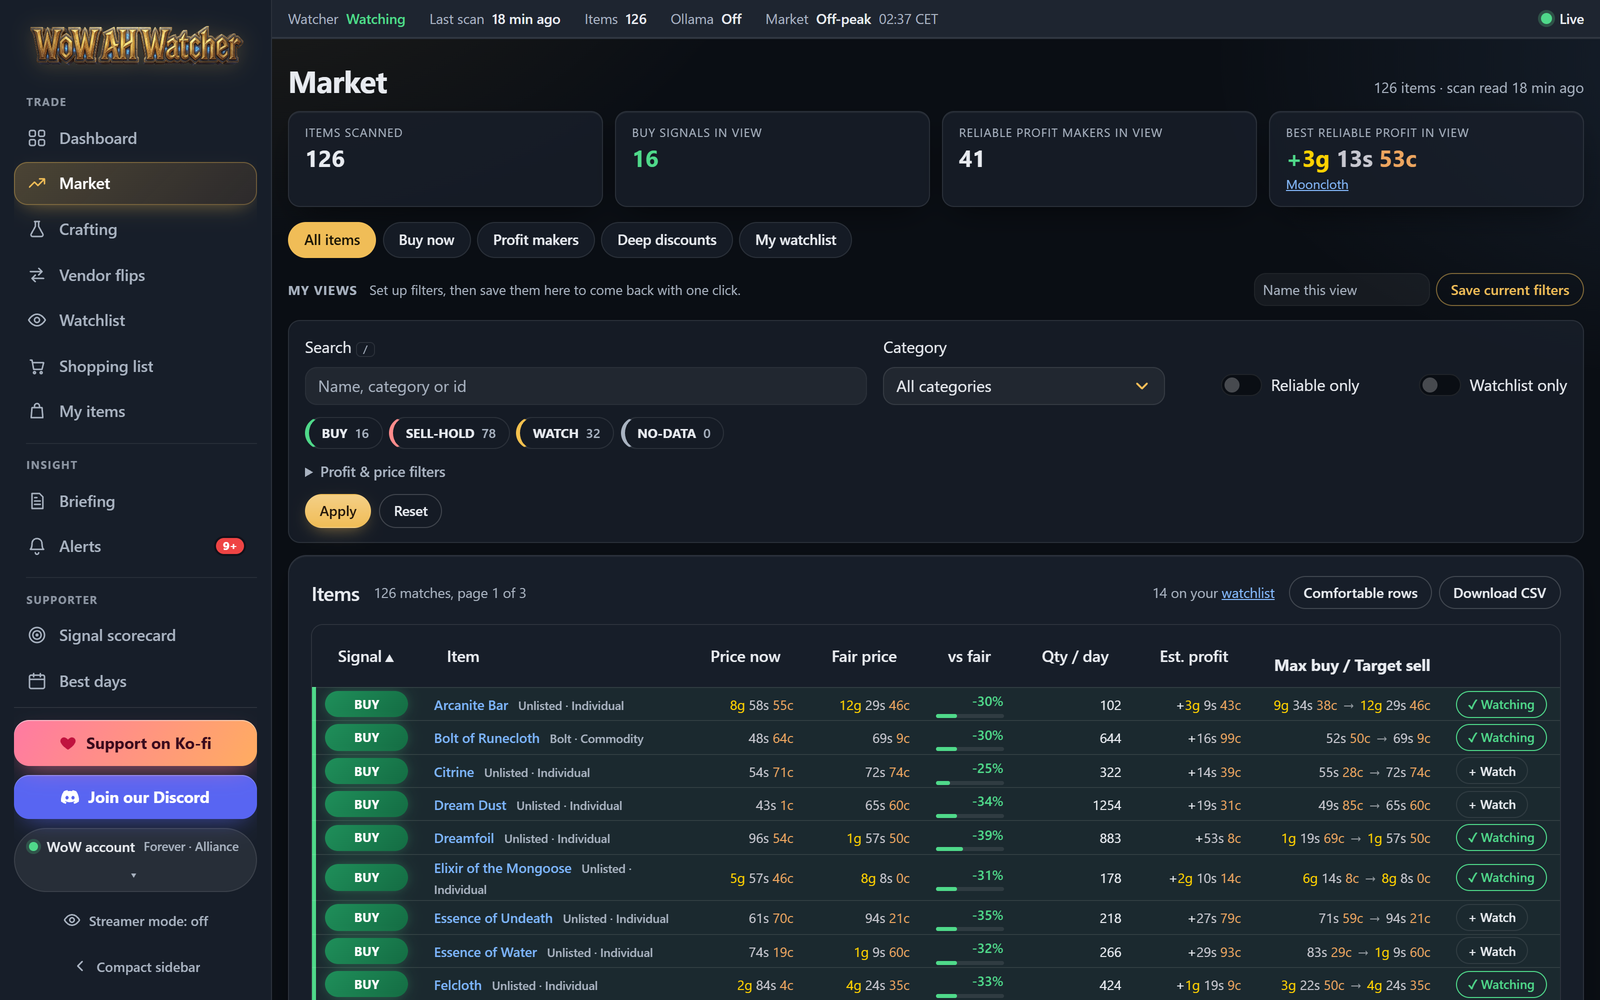 WoW AH Watcher
Watcher Watching Last scan 18 min ago Items 126 Ollama Off Market Off-peak 02:37 CET Live
TRADE
Dashboard
Market
Crafting
Vendor flips
Watchlist
Shopping list
My items
INSIGHT
Briefing
Alerts 9+
SUPPORTER
Signal scorecard
Best days
Support on Ko-fi
Join our Discord
WoW account Forever · Alliance
Streamer mode: off
Compact sidebar
Market
126 items · scan read 18 min ago
ITEMS SCANNED
126
BUY SIGNALS IN VIEW
16
RELIABLE PROFIT MAKERS IN VIEW
41
BEST RELIABLE PROFIT IN VIEW
+3g 13s 53c
Mooncloth
All items Buy now Profit makers Deep discounts My watchlist
MY VIEWS Set up filters, then save them here to come back with one click. Name this view Save current filters
Search / Category
Name, category or id All categories Reliable only Watchlist only
BUY 16 SELL-HOLD 78 WATCH 32 NO-DATA 0
Profit & price filters
Apply Reset
Items 126 matches, page 1 of 3 14 on your watchlist Comfortable rows Download CSV
Signal ▲ Item Price now Fair price vs fair Qty / day Est. profit Max buy / Target sell
BUY Arcanite Bar Unlisted · Individual 8g 58s 55c 12g 29s 46c -30% 102 +3g 9s 43c 9g 34s 38c → 12g 29s 46c ✓ Watching
BUY Bolt of Runecloth Bolt · Commodity 48s 64c 69s 9c -30% 644 +16s 99c 52s 50c → 69s 9c ✓ Watching
BUY Citrine Unlisted · Individual 54s 71c 72s 74c -25% 322 +14s 39c 55s 28c → 72s 74c + Watch
BUY Dream Dust Unlisted · Individual 43s 1c 65s 60c -34% 1254 +19s 31c 49s 85c → 65s 60c + Watch
BUY Dreamfoil Unlisted · Individual 96s 54c 1g 57s 50c -39% 883 +53s 8c 1g 19s 69c → 1g 57s 50c ✓ Watching
BUY Elixir of the Mongoose Unlisted · Individual 5g 57s 46c 8g 8s 0c -31% 178 +2g 10s 14c 6g 14s 8c → 8g 8s 0c ✓ Watching
BUY Essence of Undeath Unlisted · Individual 61s 70c 94s 21c -35% 218 +27s 79c 71s 59c → 94s 21c + Watch
BUY Essence of Water Unlisted · Individual 74s 19c 1g 9s 60c -32% 266 +29s 93c 83s 29c → 1g 9s 60c + Watch
BUY Felcloth Unlisted · Individual 2g 84s 4c 4g 24s 35c -33% 424 +1g 19s 9c 3g 22s 50c → 4g 24s 35c ✓ Watching